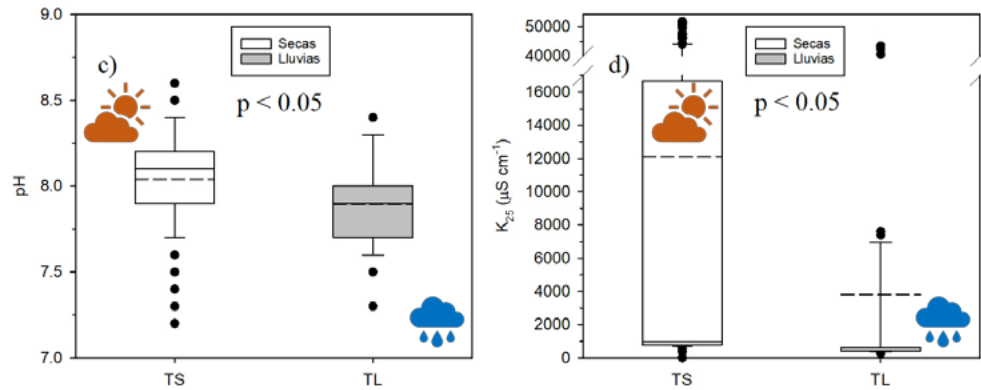 c)
Secas
Lluvias
p < 0.05
pH
9.0
8.5
8.0
7.5
7.0
TS
TL
d)
Secas
Lluvias
p < 0.05
K₂₅ (µS cm⁻¹)
50000
40000
16000
14000
12000
10000
8000
6000
4000
2000
0
TS
TL